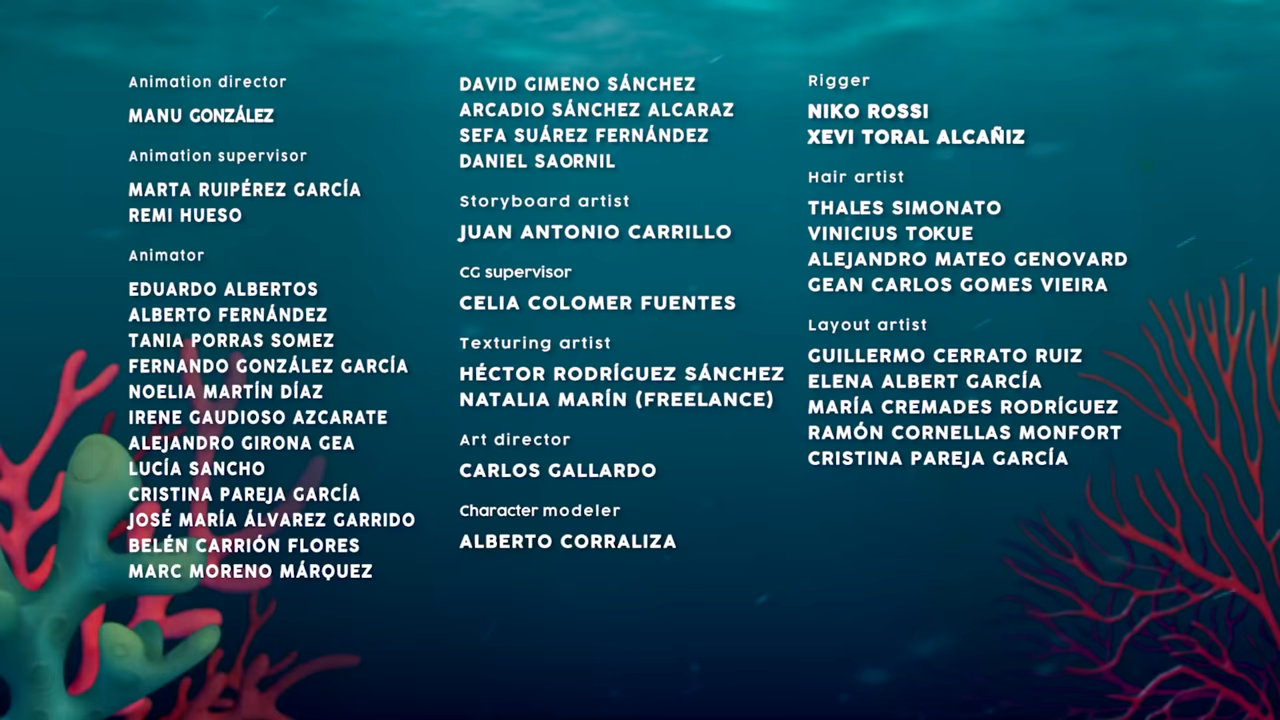 Animation director
MANU GONZÁLEZ
Animation supervisor
MARTA RUIPÉREZ GARCÍA
REMI HUESO
Animator
EDUARDO ALBERTOS
ALBERTO FERNÁNDEZ
TANIA PORRAS SOMEZ
FERNANDO GONZÁLEZ GARCÍA
NOELIA MARTÍN DÍAZ
IRENE GAUDIOSO AZCARATE
ALEJANDRO GIRONA GEA
LUCÍA SANCHO
CRISTINA PAREJA GARCÍA
JOSÉ MARÍA ÁLVAREZ GARRIDO
BELÉN CARRIÓN FLORES
MARC MORENO MÁRQUEZ
DAVID GIMENO SÁNCHEZ
ARCADIO SÁNCHEZ ALCARAZ
SEFA SUÁREZ FERNÁNDEZ
DANIEL SAORNIL
Storyboard artist
JUAN ANTONIO CARRILLO
CG supervisor
CELIA COLOMER FUENTES
Texturing artist
HÉCTOR RODRÍGUEZ SÁNCHEZ
NATALIA MARÍN (FREELANCE)
Art director
CARLOS GALLARDO
Character modeler
ALBERTO CORRALIZA
Rigger
NIKO ROSSI
XEVI TORAL ALCAÑIZ
Hair artist
THALES SIMONATO
VINICIUS TOKUE
ALEJANDRO MATEO GENOVARD
GEAN CARLOS GOMES VIEIRA
Layout artist
GUILLERMO CERRATO RUIZ
ELENA ALBERT GARCÍA
MARÍA CREMADES RODRÍGUEZ
RAMÓN CORNELLAS MONFORT
CRISTINA PAREJA GARCÍA